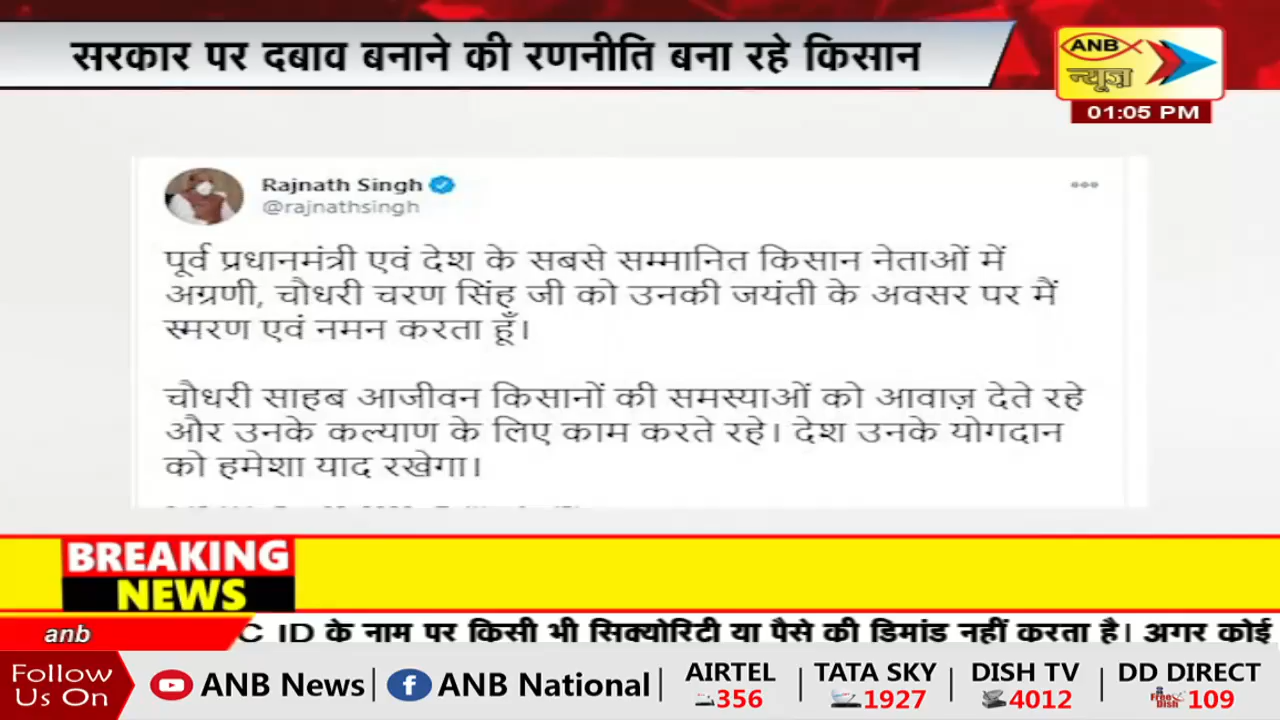 सरकार पर दबाव बनाने की रणनीति बना रहे किसान
ANB
न्यूज़
01:05 PM
Rajnath Singh
@rajnathsingh
पूर्व प्रधानमंत्री एवं देश के सबसे सम्मानित किसान नेताओं में
अग्रणी, चौधरी चरण सिंह जी को उनकी जयंती के अवसर पर मैं
स्मरण एवं नमन करता हूँ।
चौधरी साहब आजीवन किसानों की समस्याओं को आवाज़ देते रहे
और उनके कल्याण के लिए काम करते रहे। देश उनके योगदान
को हमेशा याद रखेगा।
BREAKING
NEWS
anb
C ID के नाम पर किसी भी सिक्योरिटी या पैसे की डिमांड नहीं करता है। अगर कोई
Follow
Us On
ANB News
ANB National
AIRTEL
356
TATA SKY
1927
DISH TV
4012
DD DIRECT
Free Dish
109